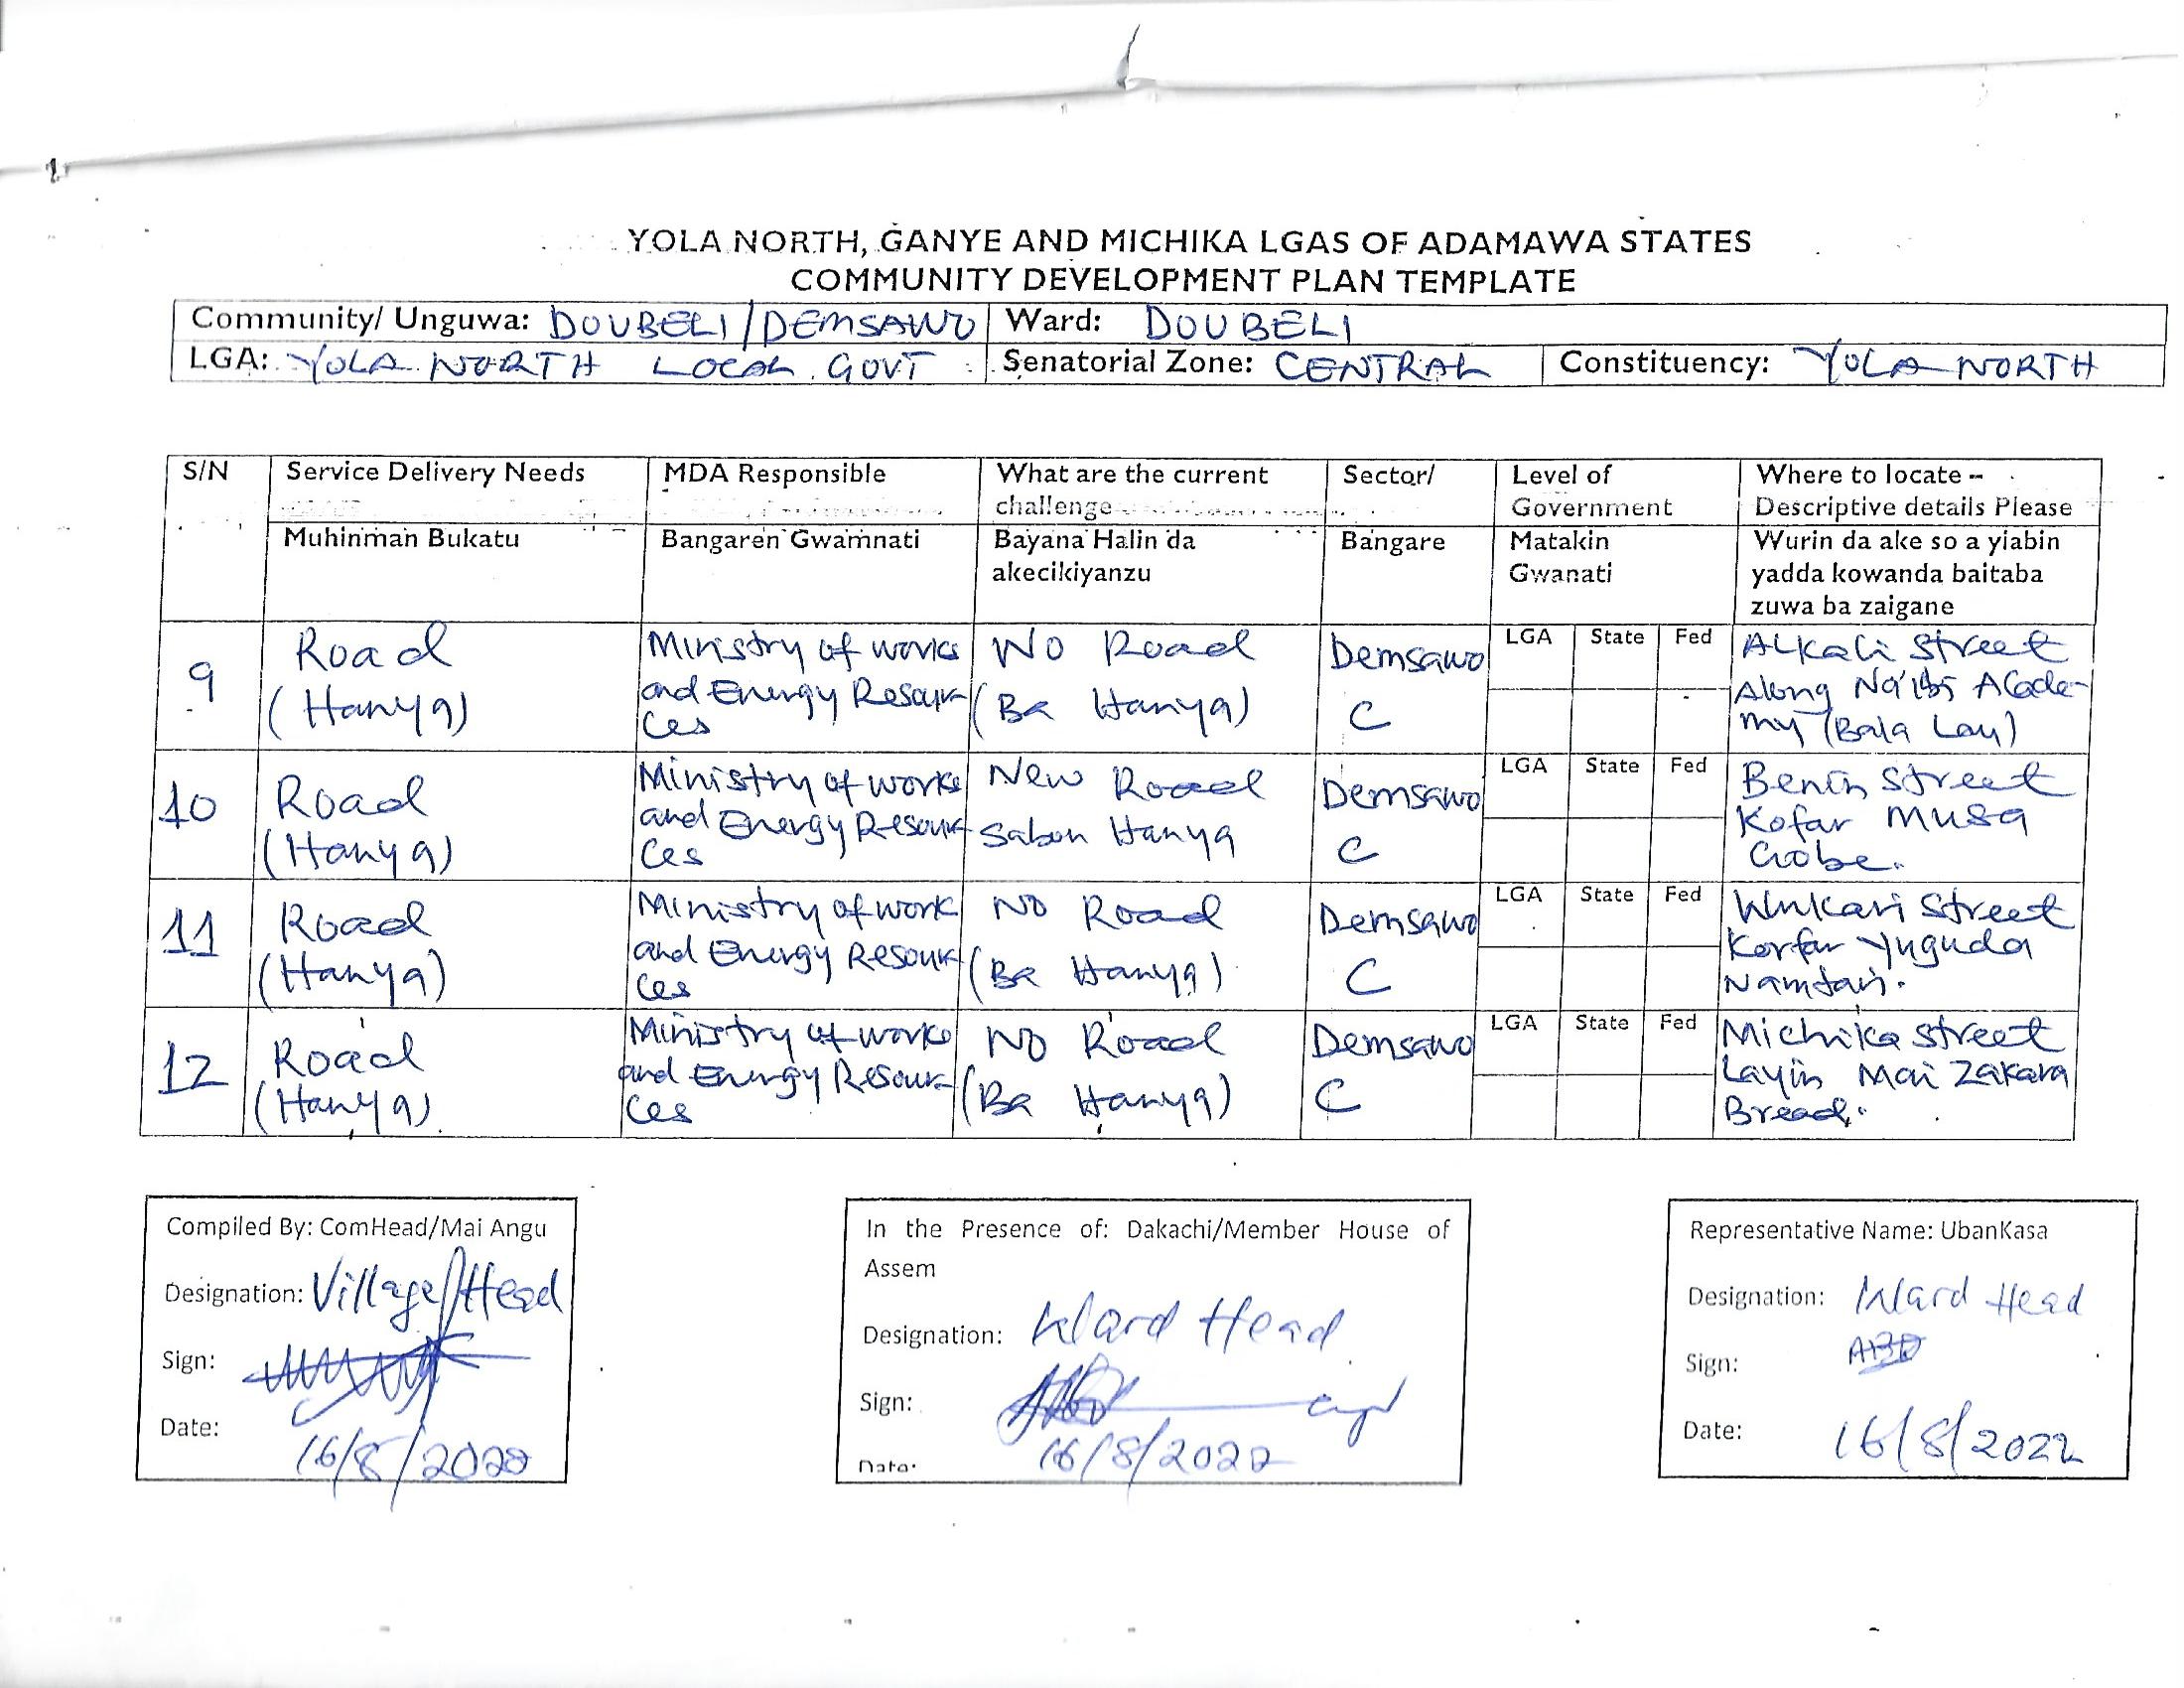 YOLA NORTH, GANYE AND MICHIKA LGAS OF ADAMAWA STATES
COMMUNITY DEVELOPMENT PLAN TEMPLATE
Community/ Unguwa: DOUBELI/DEMSAWO Ward: DOUBELI
LGA: YOLA NORTH LOCAL GOVT Senatorial Zone: CENTRAL Constituency: YOLA NORTH
S/N Service Delivery Needs MDA Responsible What are the current challenge Sector/ Level of Government Where to locate – Descriptive details Please
Muhinman Bukatu Bangaren Gwamnati Bayana Halin da akecikiyanzu Bangare Matakin Gwanati Wurin da ake so a yiabin yadda kowanda baitaba zuwa ba zaigane
9 Road (Hanya) Ministry of works and Energy Resources No Road (Ba Hanya) Demsawo C LGA State Fed Alkali Street Along Na'ibi Academy (Bala Lau)
10 Road (Hanya) Ministry of works and Energy Resources New Road Sabon Hanya Demsawo C LGA State Fed Benin Street Kofar Musa Gobe.
11 Road (Hanya) Ministry of work and Energy Resources No Road (Ba Hanya) Demsawo C LGA State Fed Wukari Street Korfar Yuguda Namtari.
12 Road (Hanya) Ministry of works and Energy Resources No Road (Ba Hanya) Demsawo C LGA State Fed Michika Street Layin Mai Zakara Bread.
Compiled By: ComHead/Mai Angu
Designation: Village Head
Sign:
Date: 16/8/2022
In the Presence of: Dakachi/Member House of
Assem
Designation: Ward Head
Sign:
Date: 16/8/2022
Representative Name: UbanKasa
Designation: Ward Head
Sign:
Date: 16/8/2022